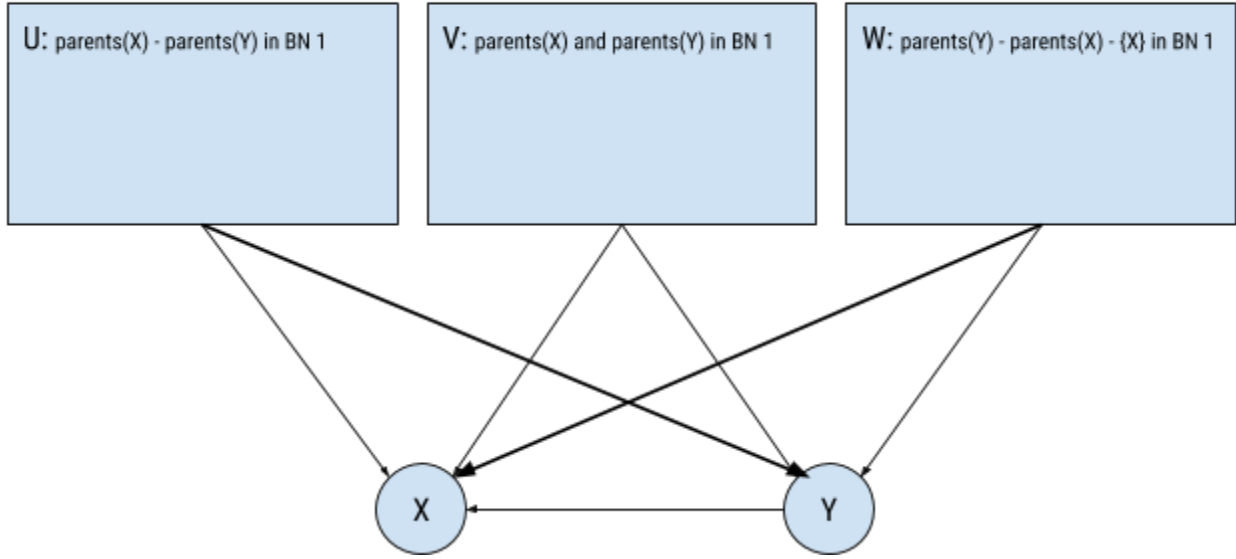 U: parents(X) - parents(Y) in BN 1
V: parents(X) and parents(Y) in BN 1
W: parents(Y) - parents(X) - {X} in BN 1
X
Y